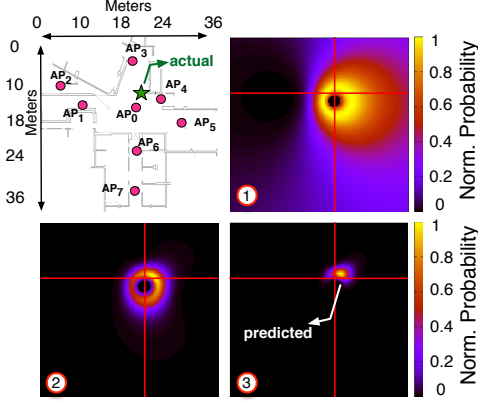 Meters
0 10 20 24 36
Meters
0
10
18
24
36
AP3
actual
AP2
AP4
AP1
AP0
AP5
AP6
AP7
1
1
0.8
0.6
0.4
0.2
0
Norm. Probability
2
predicted
3
1
0.8
0.6
0.4
0.2
0
Norm. Probability